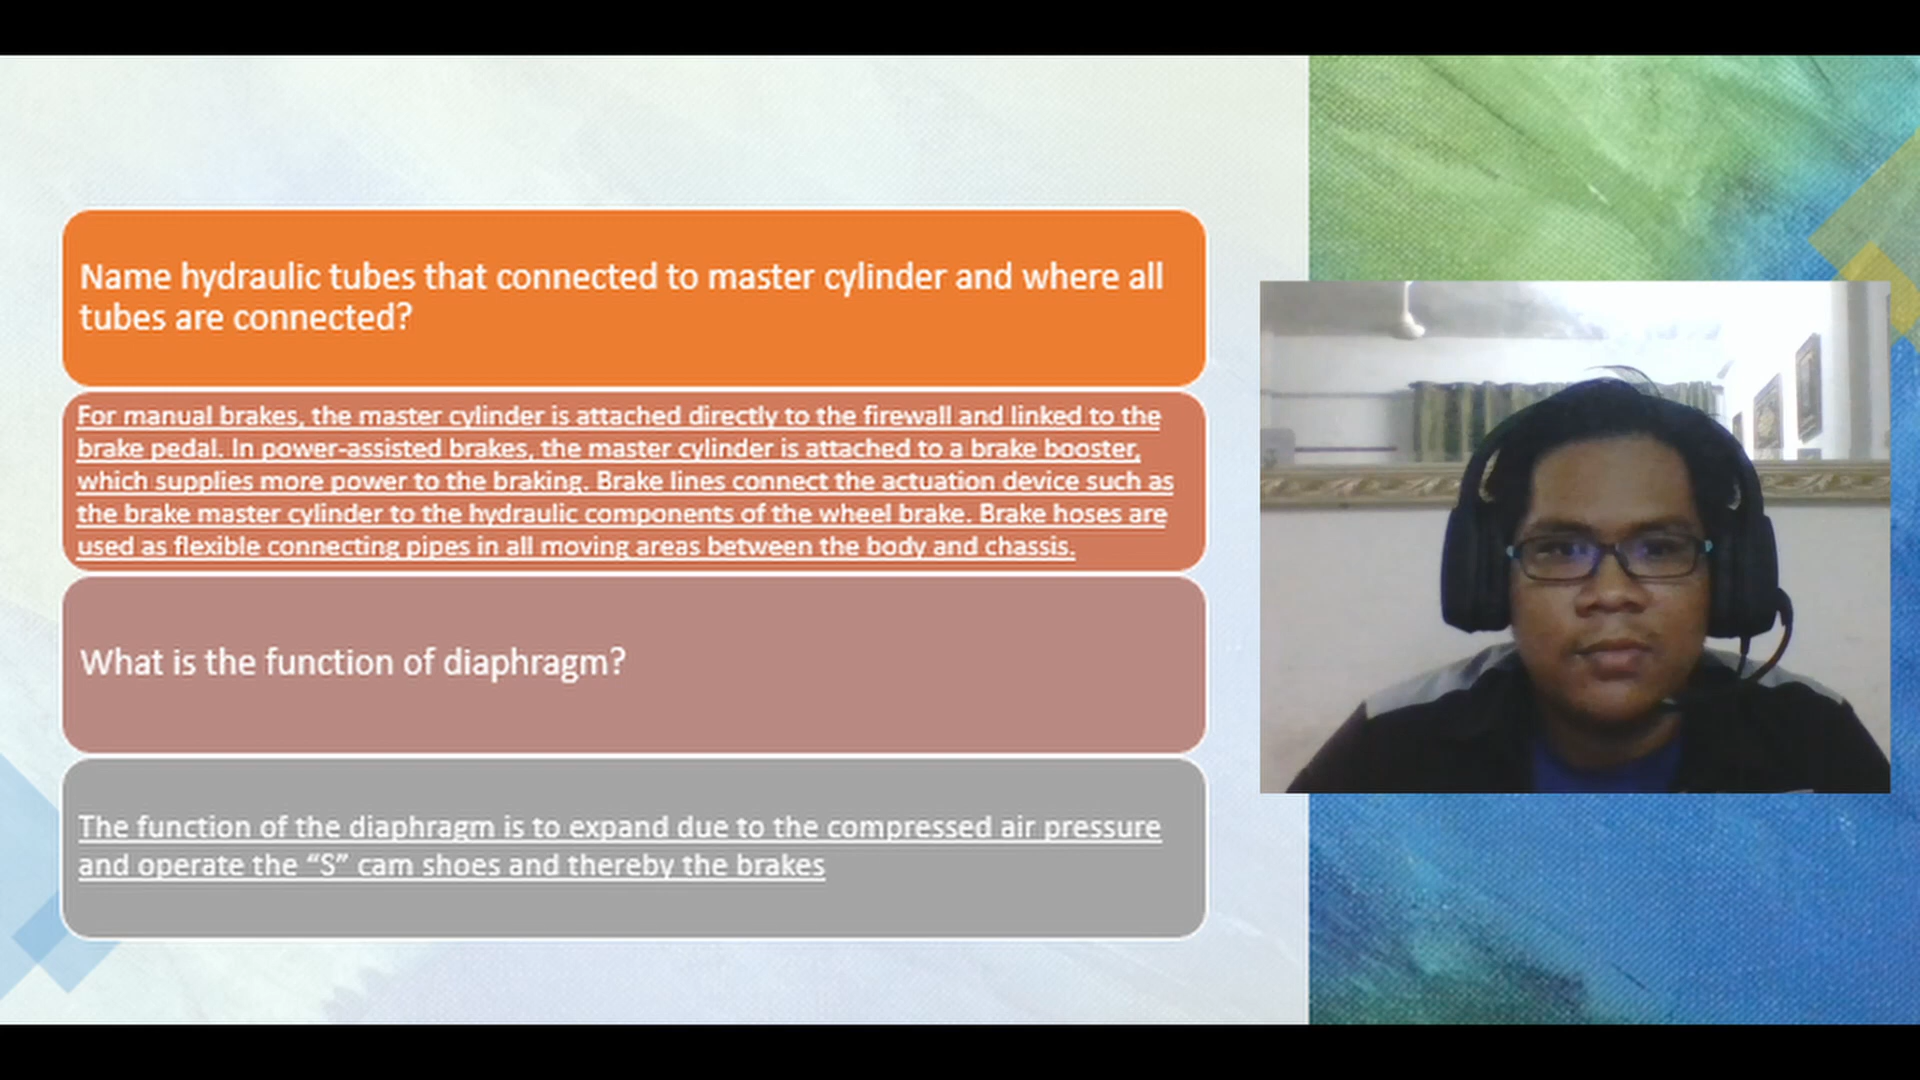 Name hydraulic tubes that connected to master cylinder and where all
tubes are connected?
For manual brakes, the master cylinder is attached directly to the firewall and linked to the
brake pedal. In power-assisted brakes, the master cylinder is attached to a brake booster,
which supplies more power to the braking. Brake lines connect the actuation device such as
the brake master cylinder to the hydraulic components of the wheel brake. Brake hoses are
used as flexible connecting pipes in all moving areas between the body and chassis.
What is the function of diaphragm?
The function of the diaphragm is to expand due to the compressed air pressure
and operate the “S” cam shoes and thereby the brakes